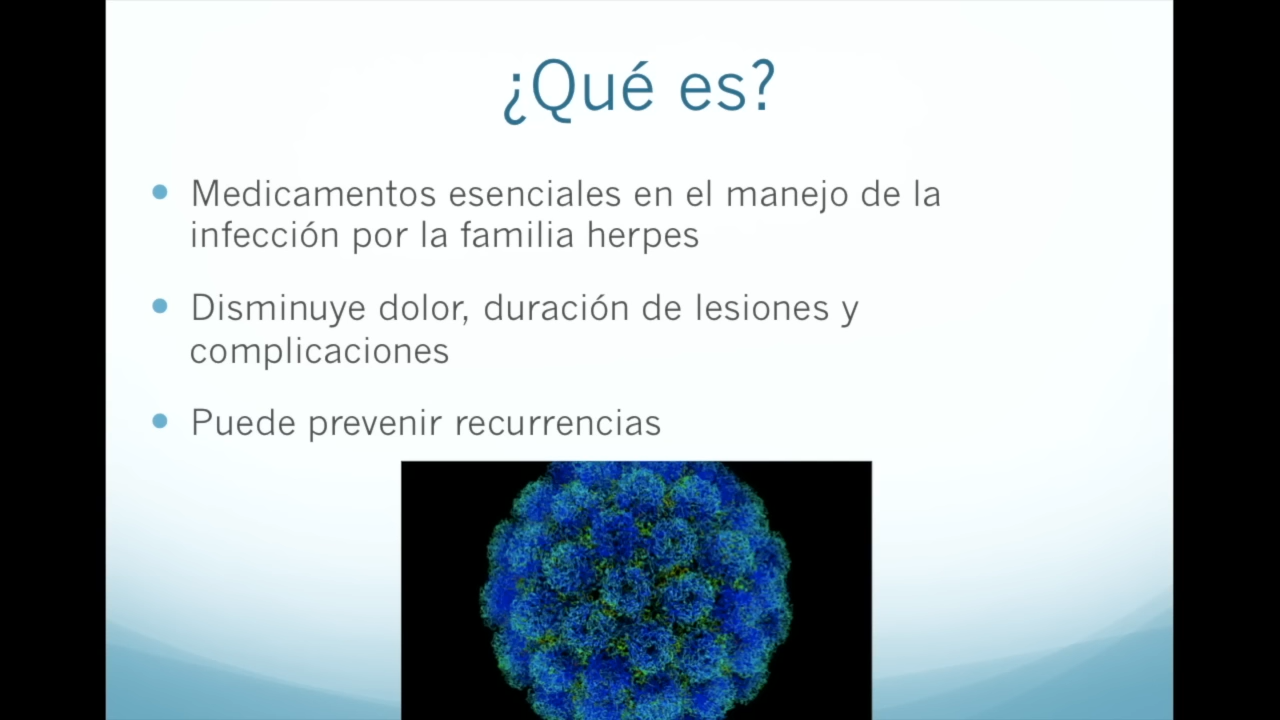 ¿Qué es?
Medicamentos esenciales en el manejo de la
infección por la familia herpes
Disminuye dolor, duración de lesiones y
complicaciones
Puede prevenir recurrencias